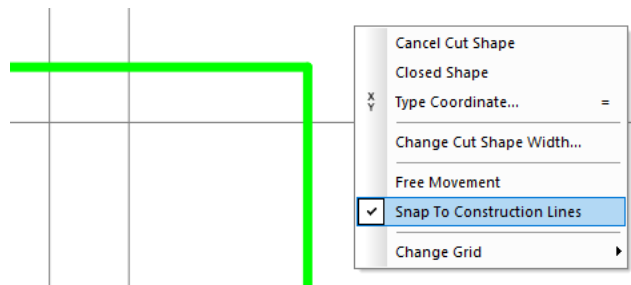 Cancel Cut Shape
Closed Shape
X
Y
Type Coordinate... =
Change Cut Shape Width...
Free Movement
Snap To Construction Lines
Change Grid